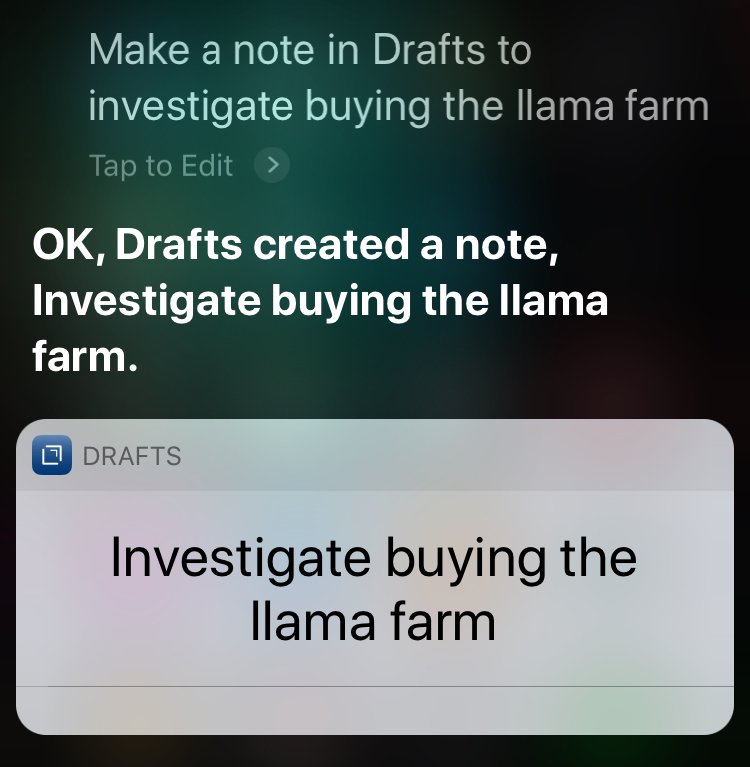 Make a note in Drafts to
investigate buying the llama farm
Tap to Edit
OK, Drafts created a note,
Investigate buying the llama
farm.
DRAFTS
Investigate buying the
llama farm